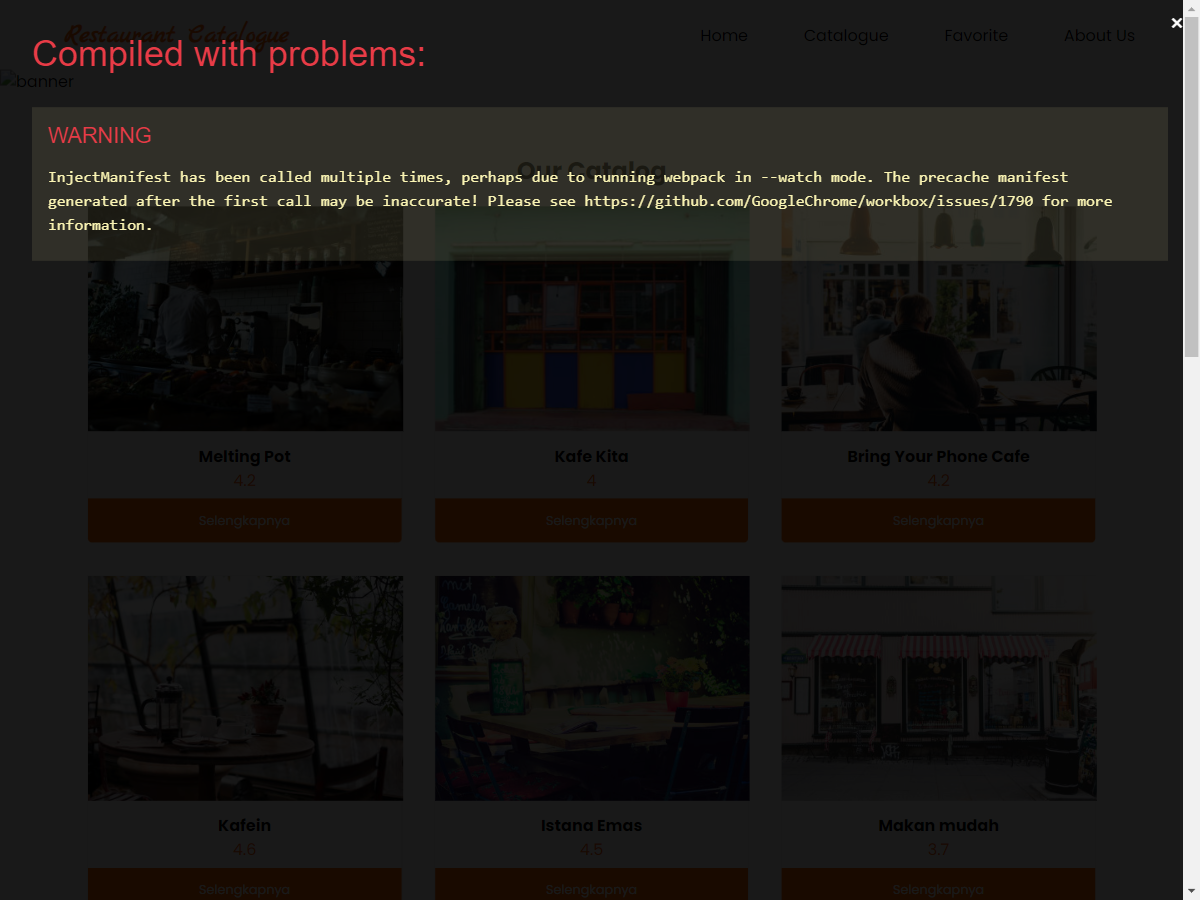 Restaurant Catalogue
Home Catalogue Favorite About Us
Compiled with problems:
×
banner
WARNING
Our Catalog
InjectManifest has been called multiple times, perhaps due to running webpack in --watch mode. The precache manifest
generated after the first call may be inaccurate! Please see https://github.com/GoogleChrome/workbox/issues/1790 for more
information.
Melting Pot Kafe Kita Bring Your Phone Cafe
4.2 4 4.2
Selengkapnya Selengkapnya Selengkapnya
Kafein Istana Emas Makan mudah
4.6 4.5 3.7
Selengkapnya Selengkapnya Selengkapnya